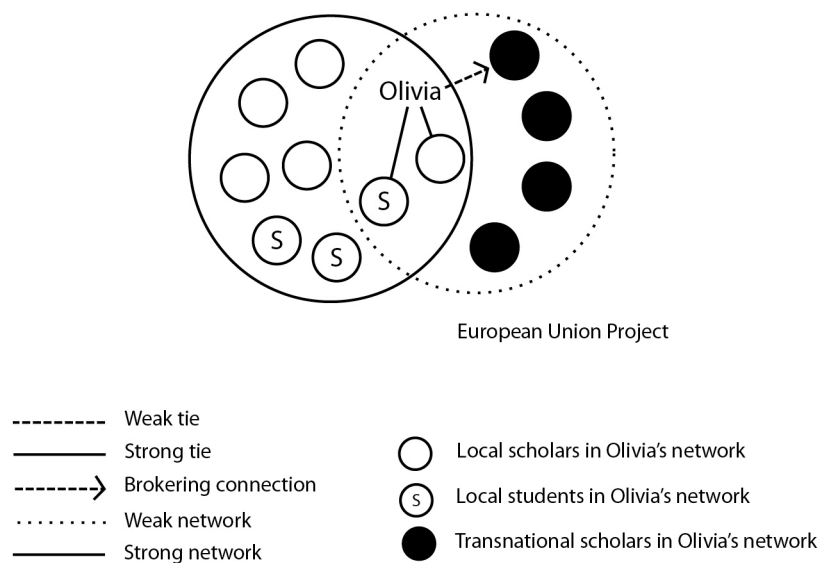 Olivia
S
S
S
European Union Project
Weak tie
Strong tie
Brokering connection
Weak network
Strong network
Local scholars in Olivia's network
S Local students in Olivia's network
Transnational scholars in Olivia's network